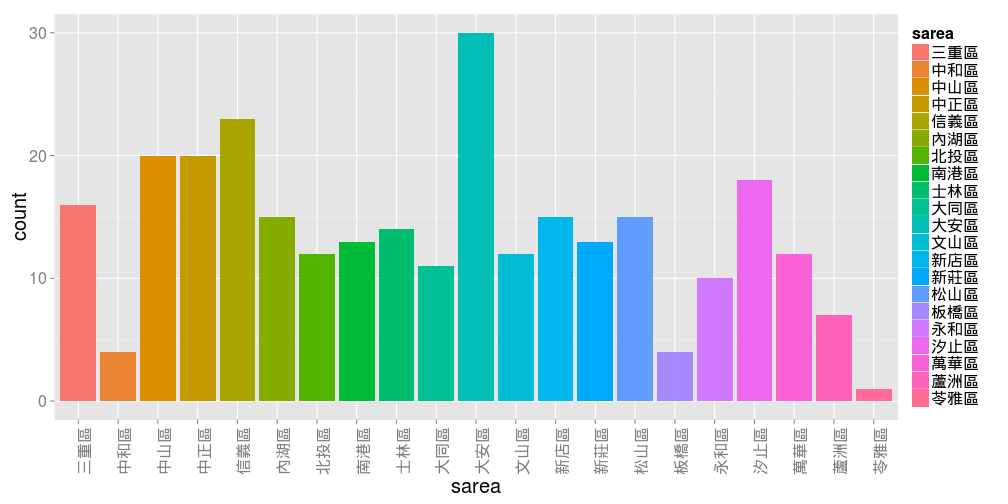 30
20
10
0
count
三重區
中和區
中山區
中正區
信義區
內湖區
北投區
南港區
士林區
大同區
大安區
文山區
新店區
新莊區
松山區
板橋區
永和區
汐止區
萬華區
蘆洲區
苓雅區
sarea
sarea
三重區
中和區
中山區
中正區
信義區
內湖區
北投區
南港區
士林區
大同區
大安區
文山區
新店區
新莊區
松山區
板橋區
永和區
汐止區
萬華區
蘆洲區
苓雅區